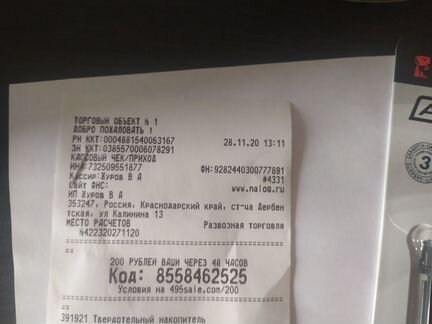 ТОРГОВЫЙ ОБЪЕКТ N 1
ДОБРО ПОЖАЛОВАТЬ !
РН ККТ:0004881540063167 28.11.20 13:11
ЗН ККТ:0385570006078291
КАССОВЫЙ ЧЕК/ПРИХОД
ИНН:732509551877 ФН:9282440300777891
Кассир:Журов В А #4331
Сайт ФНС: www.nalog.ru
ИП Журов В А
353247, Россия, Краснодарский край, ст-ца Дербен
тская, ул Калинина 13
МЕСТО РАСЧЕТОВ Развозная торговля
N422320271120
200 РУБЛЕЙ ВАШИ ЧЕРЕЗ 48 ЧАСОВ
Код: 8558462525
Условия на 495sale.com/200
391921 Твердотельный накопитель
3